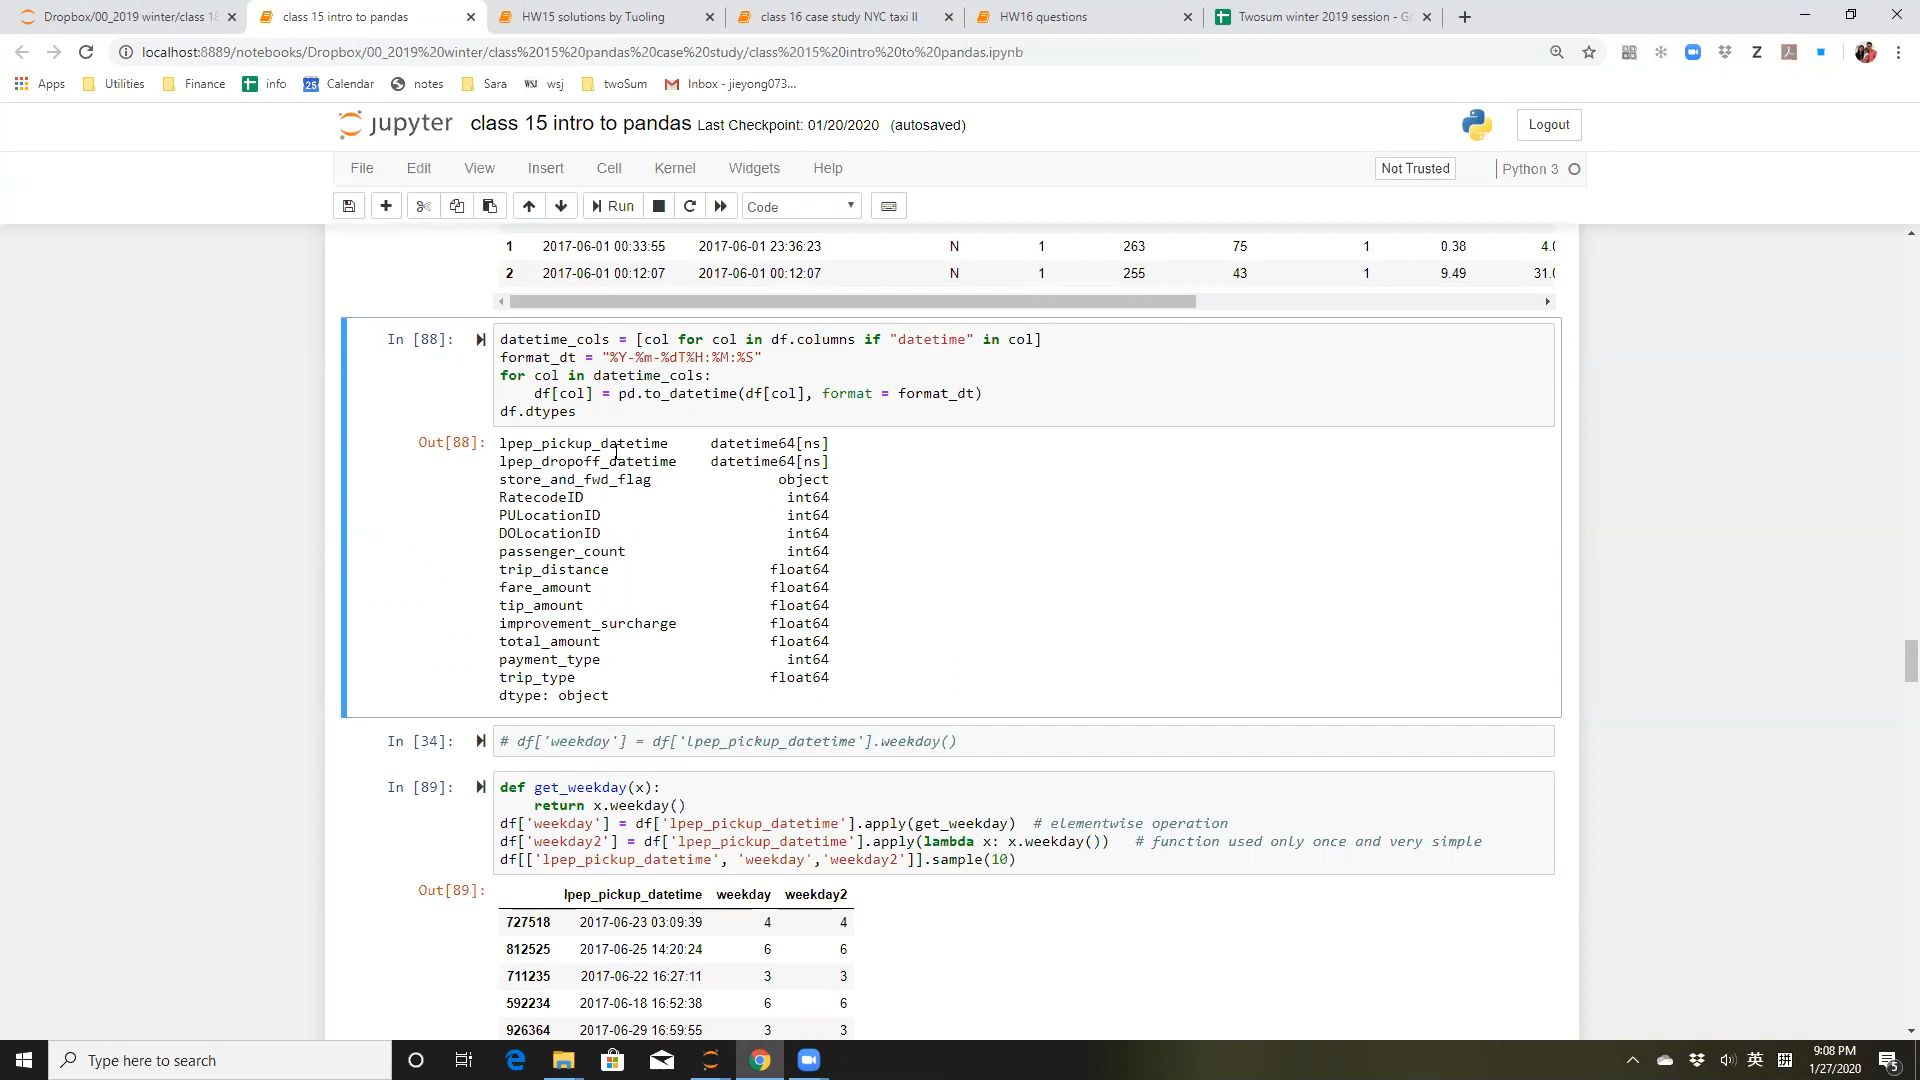 Dropbox/00_2019 winter/class 18
class 15 intro to pandas
HW15 solutions by Tuoling
class 16 case study NYC taxi II
HW16 questions
Twosum winter 2019 session - Go
localhost:8889/notebooks/Dropbox/00_2019%20winter/class%2015%20pandas%20case%20study/class%2015%20intro%20to%20pandas.ipynb
Apps Utilities Finance info Calendar notes Sara wsj twoSum Inbox - jieyong073...
jupyter class 15 intro to pandas Last Checkpoint: 01/20/2020 (autosaved) Logout
File Edit View Insert Cell Kernel Widgets Help Not Trusted Python 3
Run Code
1 2017-06-01 00:33:55 2017-06-01 23:36:23 N 1 263 75 1 0.38 4.0
2 2017-06-01 00:12:07 2017-06-01 00:12:07 N 1 255 43 1 9.49 31.0
In [88]: datetime_cols = [col for col in df.columns if "datetime" in col]
format_dt = "%Y-%m-%dT%H:%M:%S"
for col in datetime_cols:
    df[col] = pd.to_datetime(df[col], format = format_dt)
df.dtypes
Out[88]: lpep_pickup_datetime datetime64[ns]
lpep_dropoff_datetime datetime64[ns]
store_and_fwd_flag object
RatecodeID int64
PULocationID int64
DOLocationID int64
passenger_count int64
trip_distance float64
fare_amount float64
tip_amount float64
improvement_surcharge float64
total_amount float64
payment_type int64
trip_type float64
dtype: object
In [34]: # df['weekday'] = df['lpep_pickup_datetime'].weekday()
In [89]: def get_weekday(x):
    return x.weekday()
df['weekday'] = df['lpep_pickup_datetime'].apply(get_weekday)  # elementwise operation
df['weekday2'] = df['lpep_pickup_datetime'].apply(lambda x: x.weekday())   # function used only once and very simple
df[['lpep_pickup_datetime', 'weekday','weekday2']].sample(10)
Out[89]: lpep_pickup_datetime weekday weekday2
727518 2017-06-23 03:09:39 4 4
812525 2017-06-25 14:20:24 6 6
711235 2017-06-22 16:27:11 3 3
592234 2017-06-18 16:52:38 6 6
926364 2017-06-29 16:59:55 3 3
Type here to search
英
拼
9:08 PM
1/27/2020
5